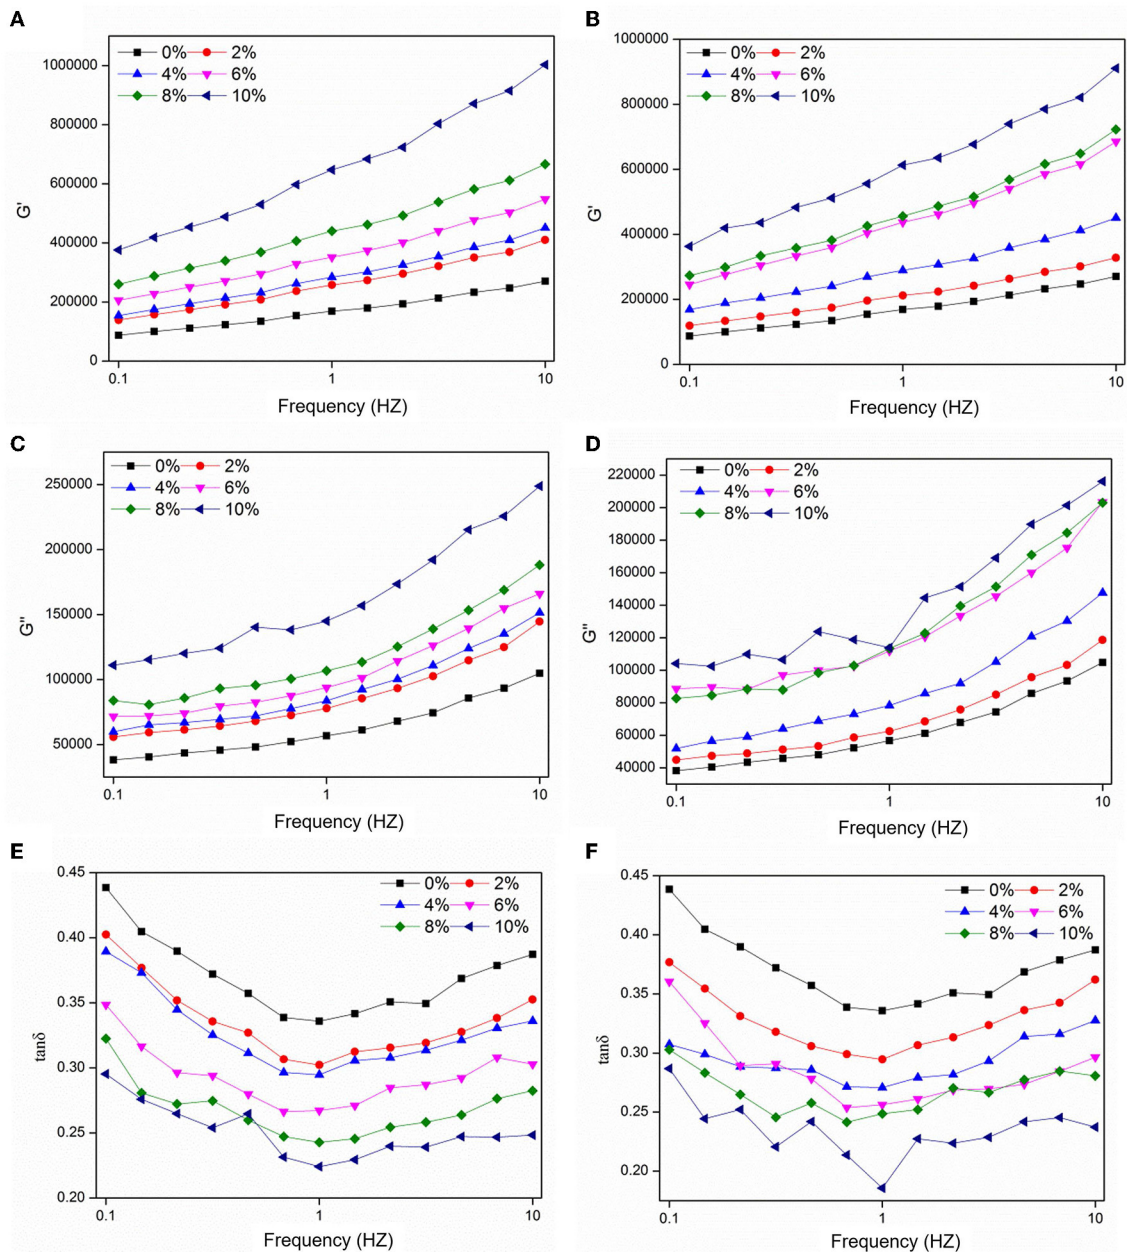 A
0% 2%
4% 6%
8% 10%
1000000
800000
600000
400000
200000
0
G'
0.1 1 10
Frequency (HZ)
B
0% 2%
4% 6%
8% 10%
1000000
800000
600000
400000
200000
0
G'
0.1 1 10
Frequency (HZ)
C
0% 2%
4% 6%
8% 10%
250000
200000
150000
100000
50000
G"
0.1 1 10
Frequency (HZ)
D
0% 2%
4% 6%
8% 10%
220000
200000
180000
160000
140000
120000
100000
80000
60000
40000
G"
0.1 1 10
Frequency (HZ)
E
0% 2%
4% 6%
8% 10%
0.45
0.40
0.35
0.30
0.25
0.20
tanδ
0.1 1 10
Frequency (HZ)
F
0% 2%
4% 6%
8% 10%
0.45
0.40
0.35
0.30
0.25
0.20
tanδ
0.1 1 10
Frequency (HZ)